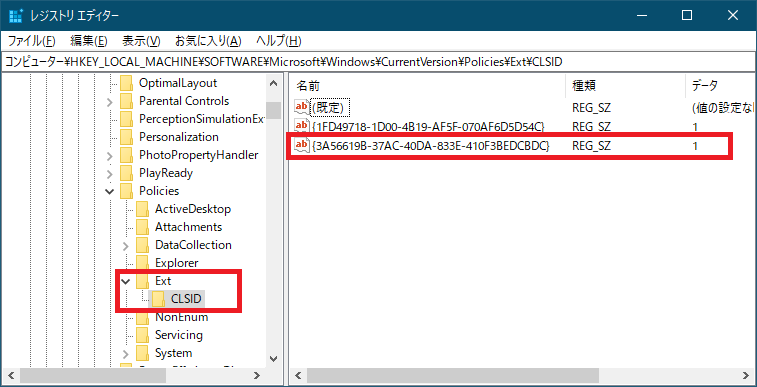 レジストリ エディター
ファイル(F) 編集(E) 表示(V) お気に入り(A) ヘルプ(H)
コンピューター¥HKEY_LOCAL_MACHINE¥SOFTWARE¥Microsoft¥Windows¥CurrentVersion¥Policies¥Ext¥CLSID
OptimalLayout
Parental Controls
PerceptionSimulationEx
Personalization
PhotoPropertyHandler
PlayReady
Policies
ActiveDesktop
Attachments
DataCollection
Explorer
Ext
CLSID
NonEnum
Servicing
System
名前 種類 データ
ab (既定) REG_SZ (値の設定な
ab {1FD49718-1D00-4B19-AF5F-070AF6D5D54C} REG_SZ 1
ab {3A56619B-37AC-40DA-833E-410F3BEDCBDC} REG_SZ 1